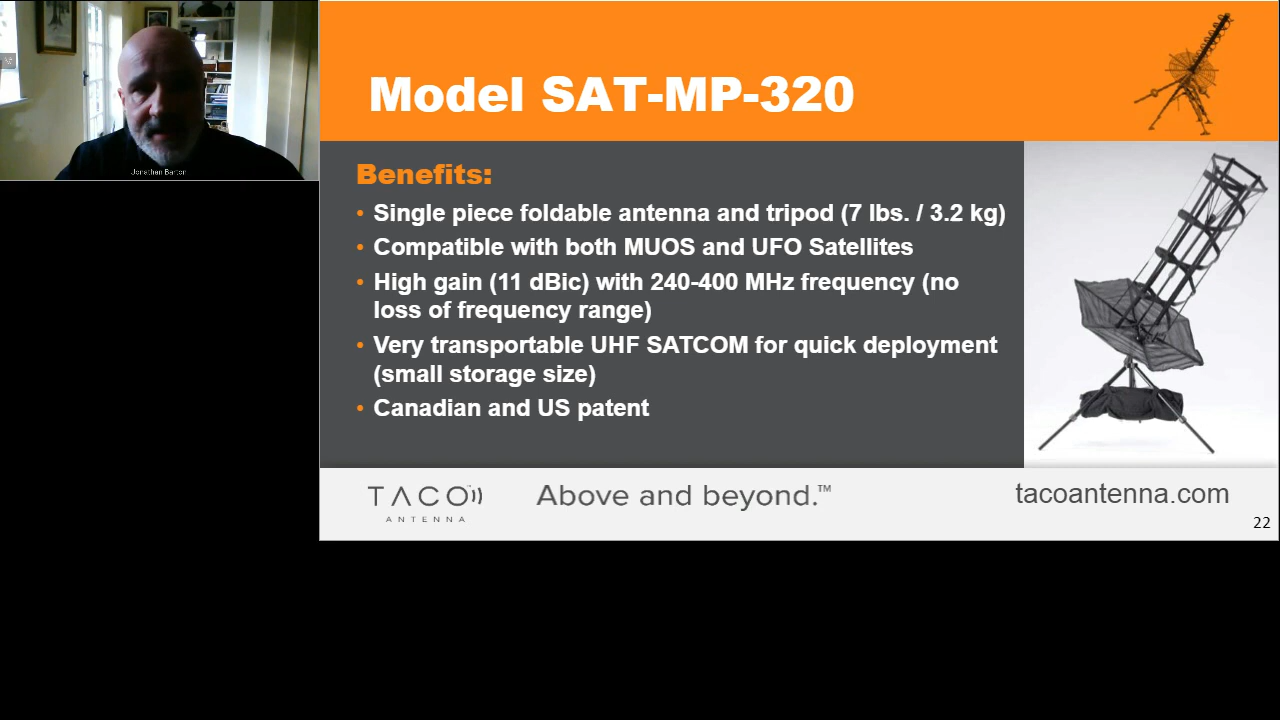 Jonathan Barton
Model SAT-MP-320
Benefits:
• Single piece foldable antenna and tripod (7 lbs. / 3.2 kg)
• Compatible with both MUOS and UFO Satellites
• High gain (11 dBic) with 240-400 MHz frequency (no
loss of frequency range)
• Very transportable UHF SATCOM for quick deployment
(small storage size)
• Canadian and US patent
TACO™
ANTENNA
Above and beyond.™
tacoantenna.com
22